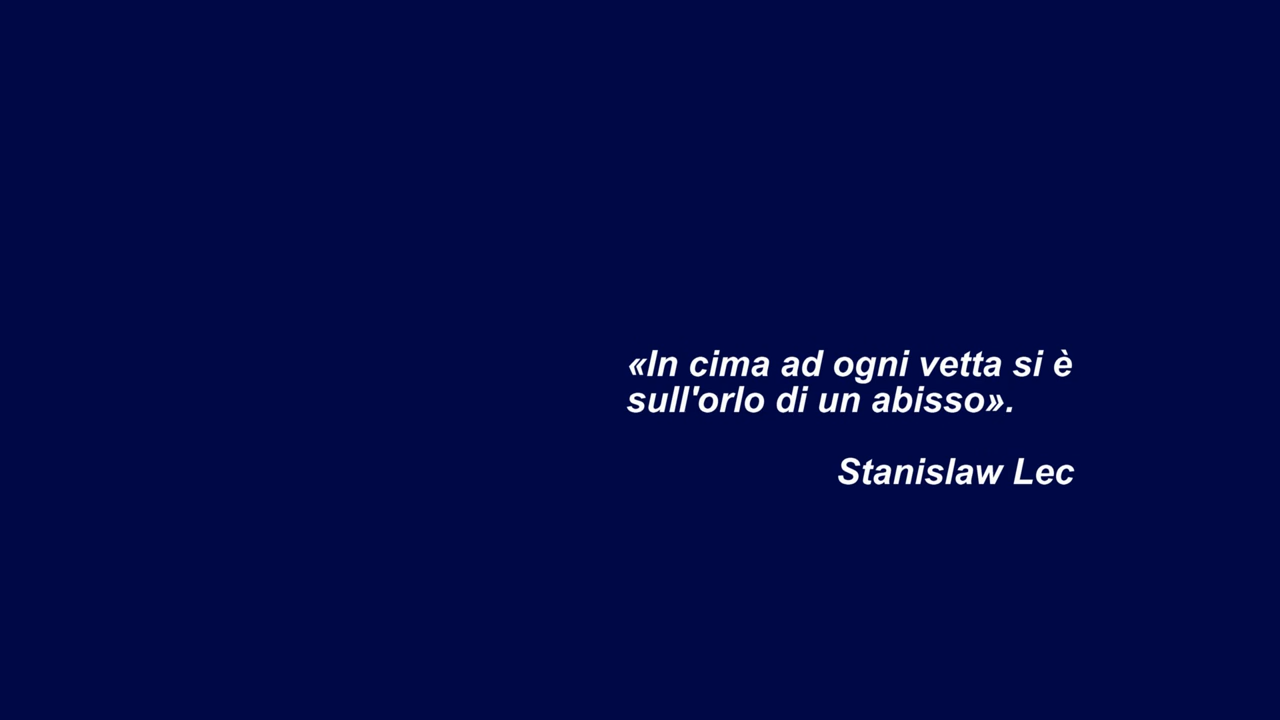 «In cima ad ogni vetta si è
sull'orlo di un abisso».
Stanislaw Lec